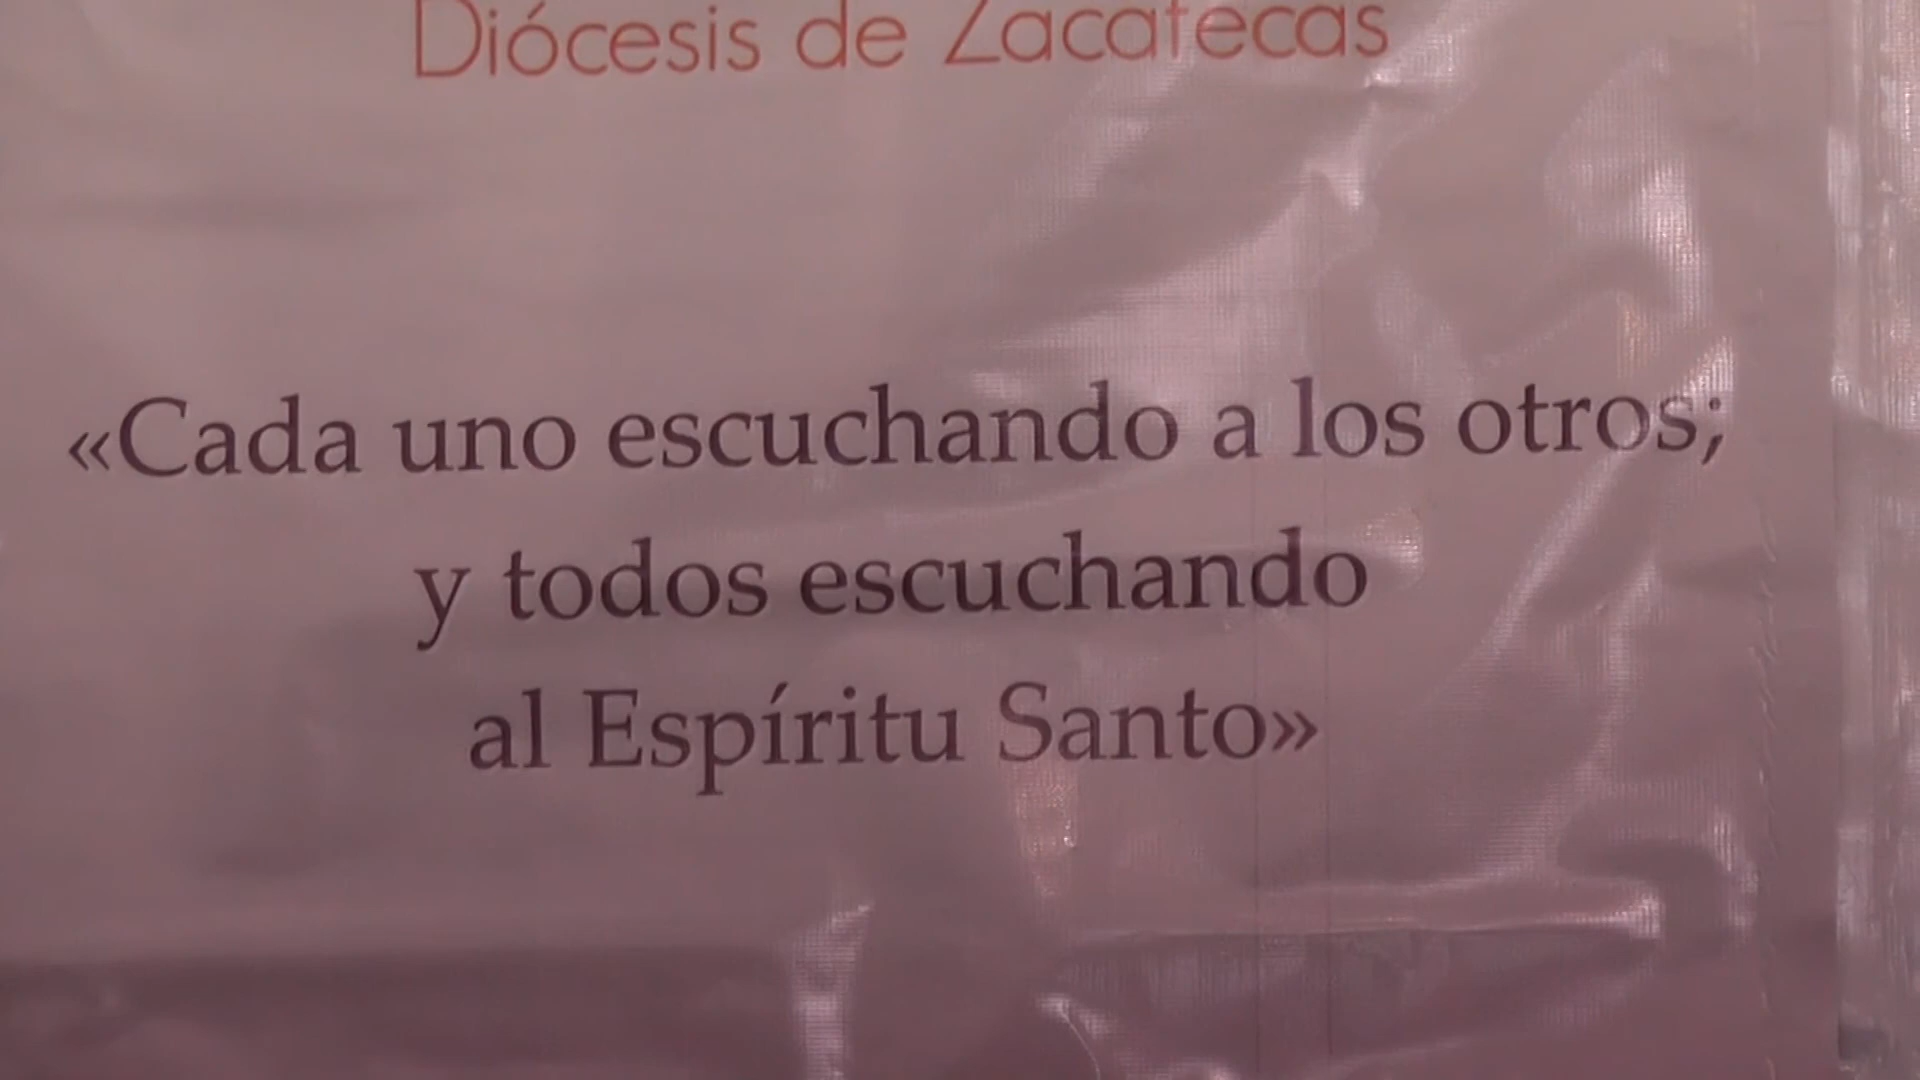 Diócesis de Zacatecas
«Cada uno escuchando a los otros;
y todos escuchando
al Espíritu Santo»